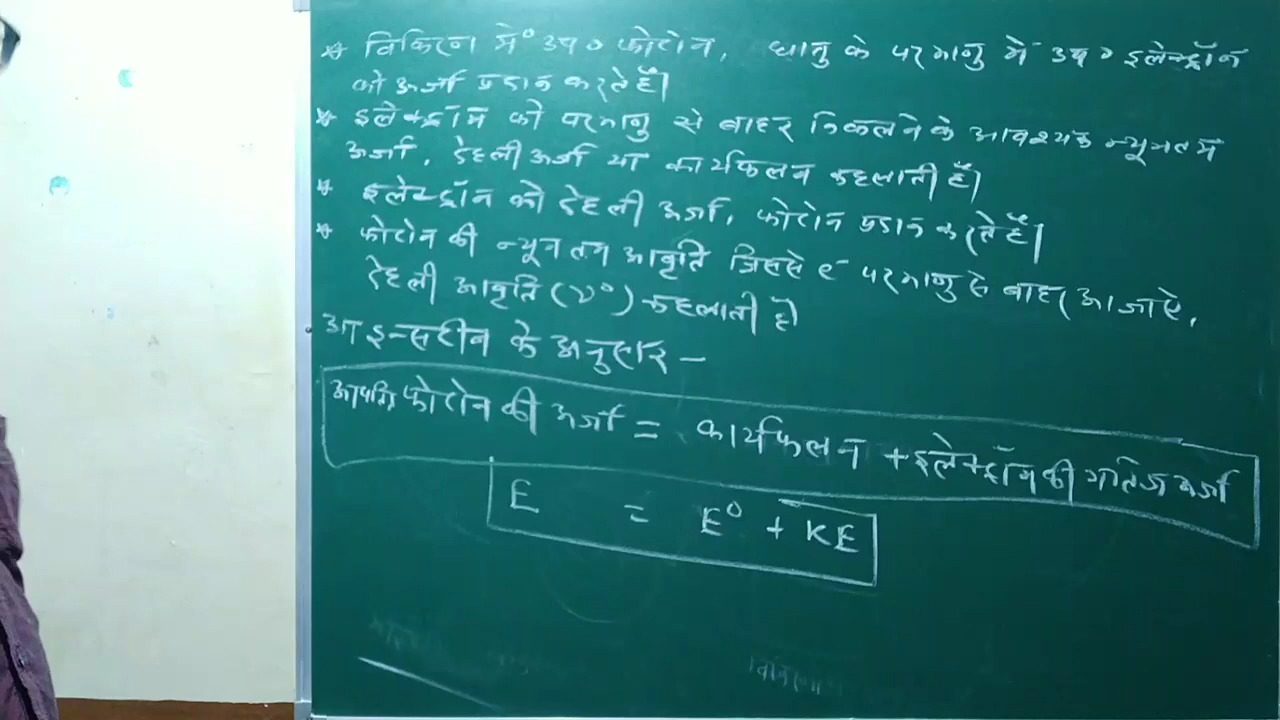 * विकिरण में उप० फोटोन, धातु के परमाणु में उप० इलेक्ट्रॉन
को ऊर्जा प्रदान करते हैं।
* इलेक्ट्रॉन को परमाणु से बाहर निकलने के आवश्यक न्यूनतम
ऊर्जा, देहली ऊर्जा या कार्यफलन कहलाती हैं।
* इलेक्ट्रॉन को देहली ऊर्जा, फोटोन प्रदान करते हैं।
* फोटोन की न्यूनतम आवृति जिससे e⁻ परमाणु से बाहर आ जाऐ,
देहली आवृति (ν°) कहलाती है
आइन्सटीन के अनुसार –
फोटोन की ऊर्जा = कार्यफलन + इलेक्ट्रॉन की गतिज ऊर्जा
E = E° + KE